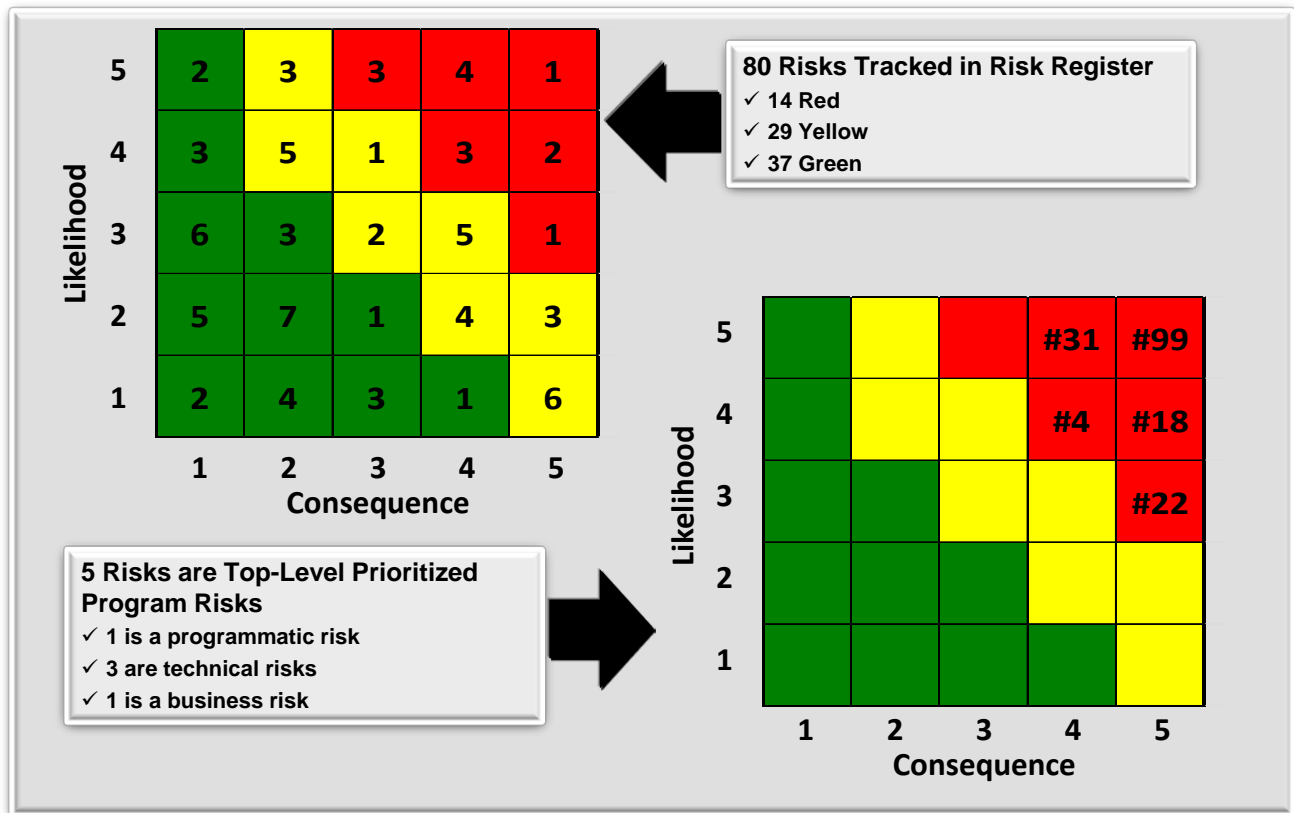 5 2 3 3 4 1
4 3 5 1 3 2
3 6 3 2 5 1
2 5 7 1 4 3
1 2 4 3 1 6
1 2 3 4 5
Consequence
Likelihood
80 Risks Tracked in Risk Register
✓ 14 Red
✓ 29 Yellow
✓ 37 Green
5 Risks are Top-Level Prioritized
Program Risks
✓ 1 is a programmatic risk
✓ 3 are technical risks
✓ 1 is a business risk
5 #31 #99
4 #4 #18
3 #22
2
1
1 2 3 4 5
Consequence
Likelihood